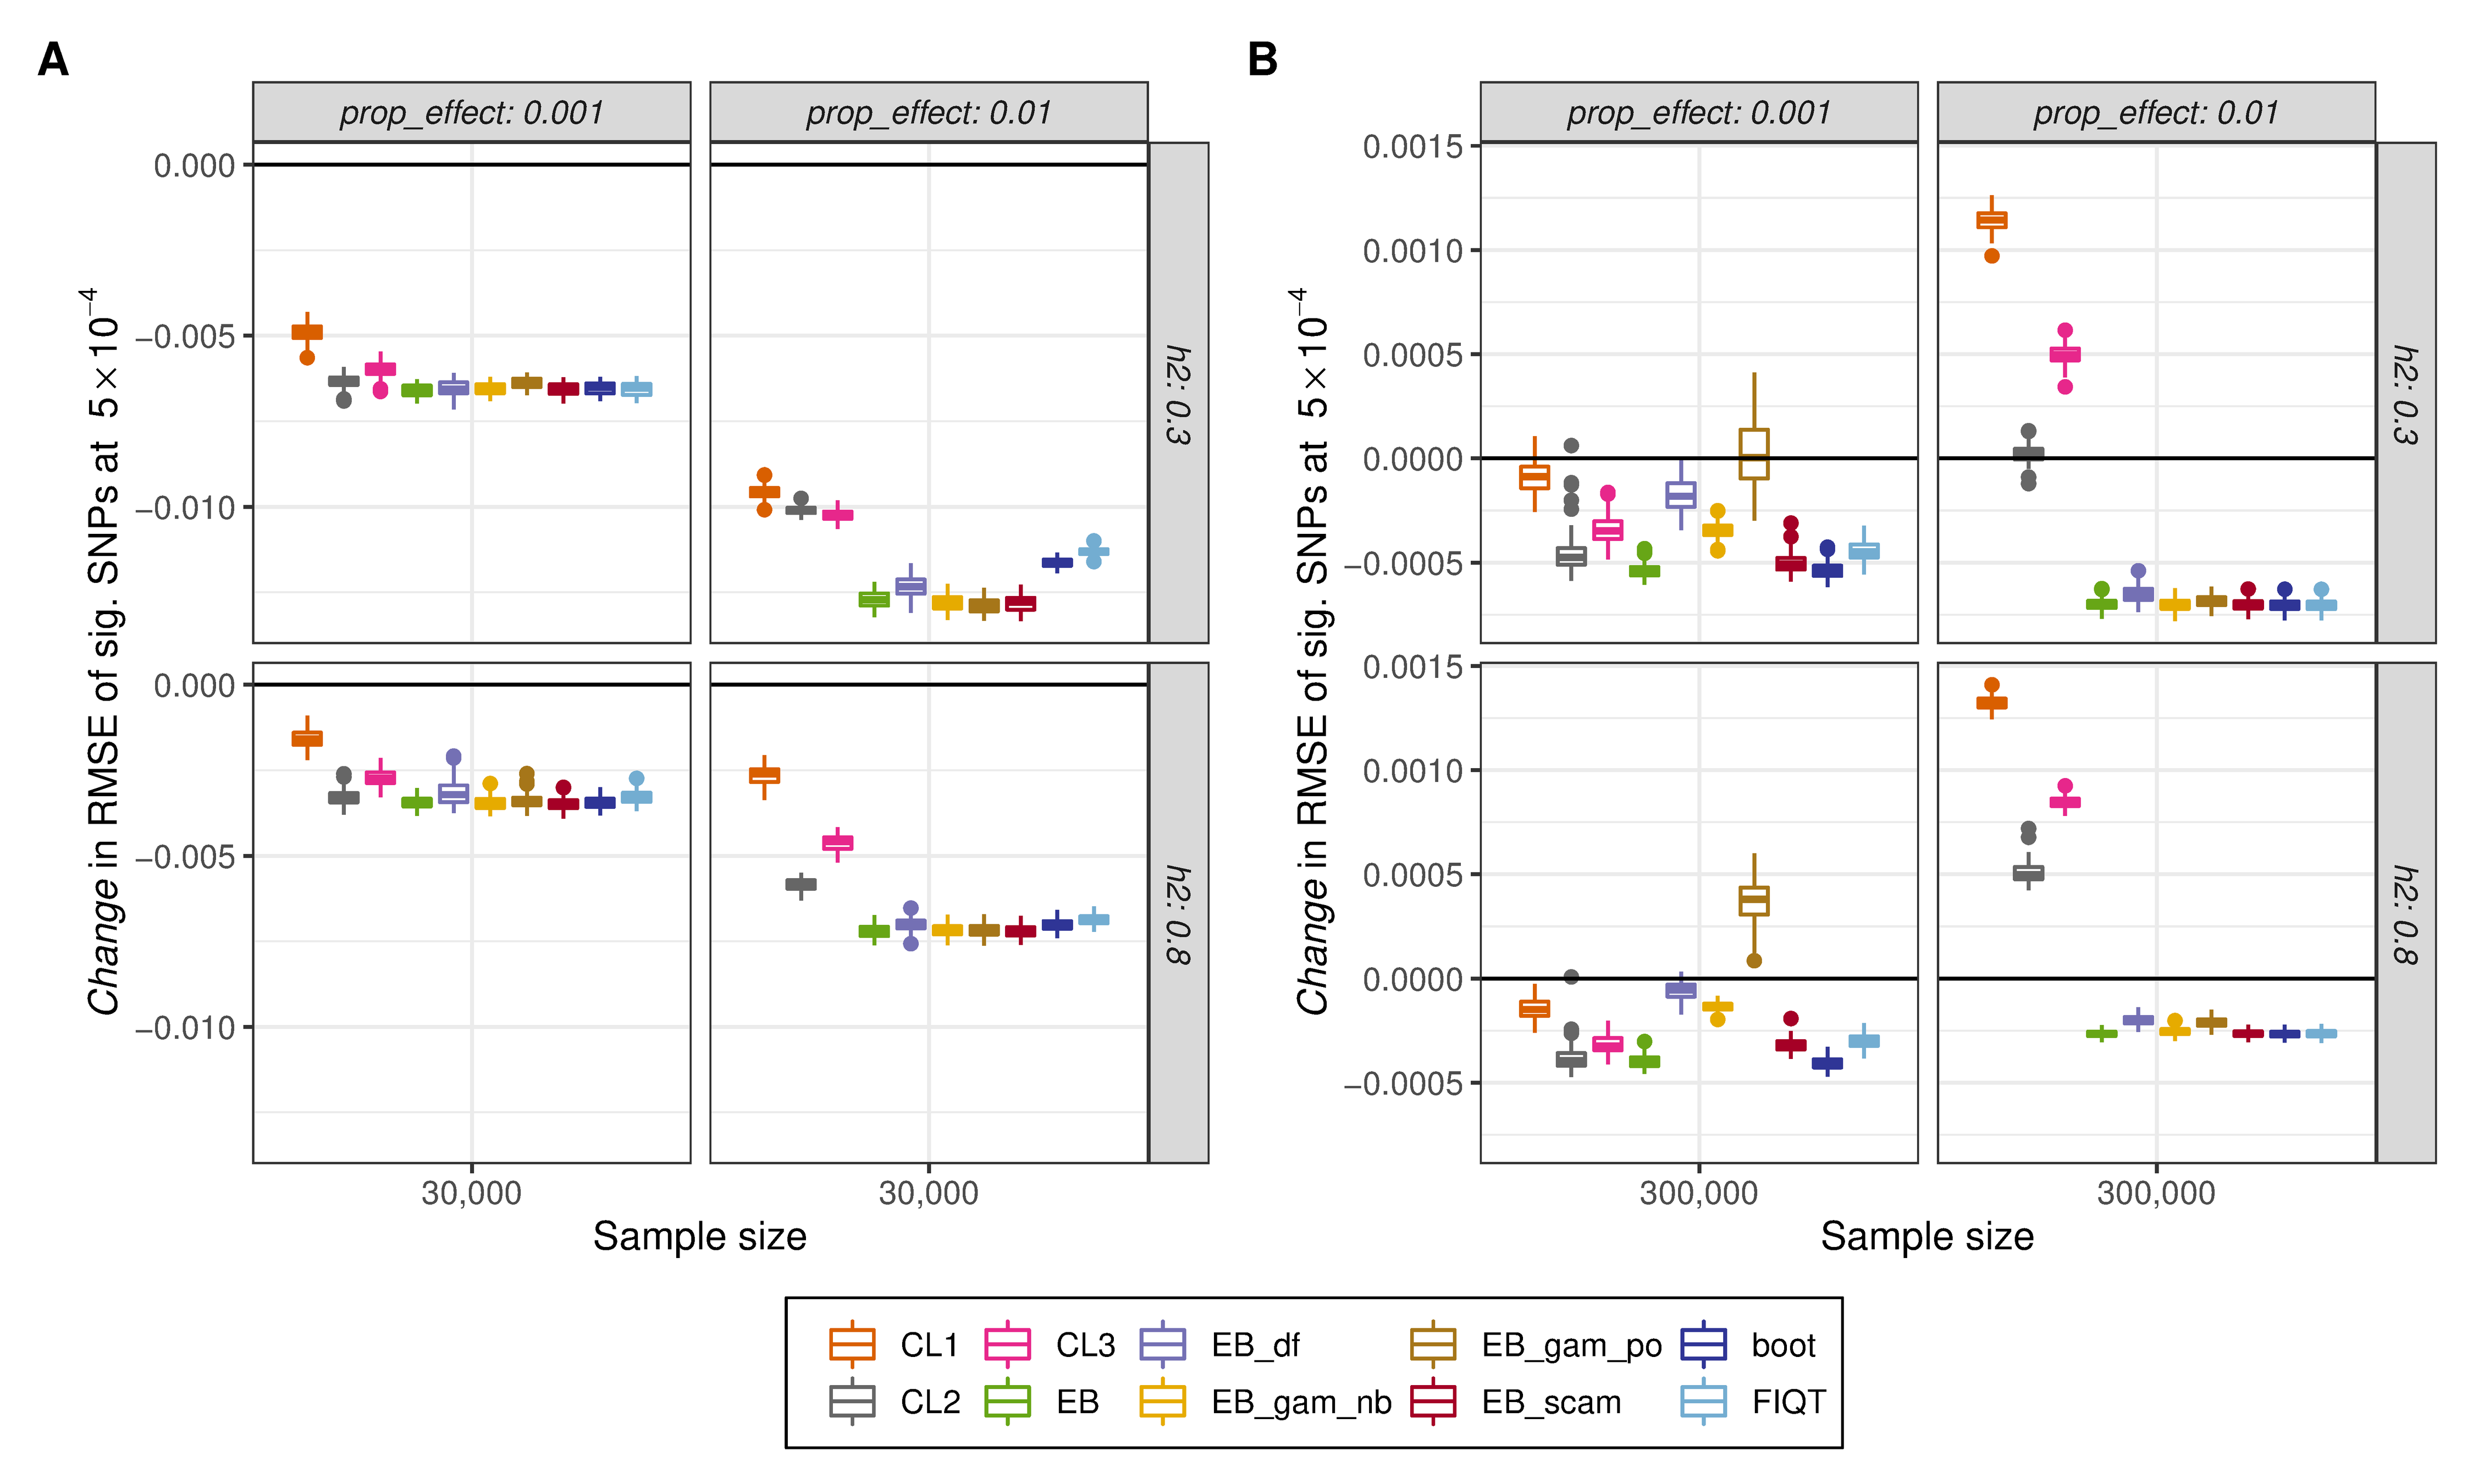 A
prop_effect: 0.001
prop_effect: 0.01
0.000
−0.005
−0.010
h2: 0.3
0.000
−0.005
−0.010
h2: 0.8
Change in RMSE of sig. SNPs at 5×10⁻⁴
30,000
30,000
Sample size
B
prop_effect: 0.001
prop_effect: 0.01
0.0015
0.0010
0.0005
0.0000
−0.0005
h2: 0.3
0.0015
0.0010
0.0005
0.0000
−0.0005
h2: 0.8
Change in RMSE of sig. SNPs at 5×10⁻⁴
300,000
300,000
Sample size
CL1
CL3
EB_df
EB_gam_po
boot
CL2
EB
EB_gam_nb
EB_scam
FIQT